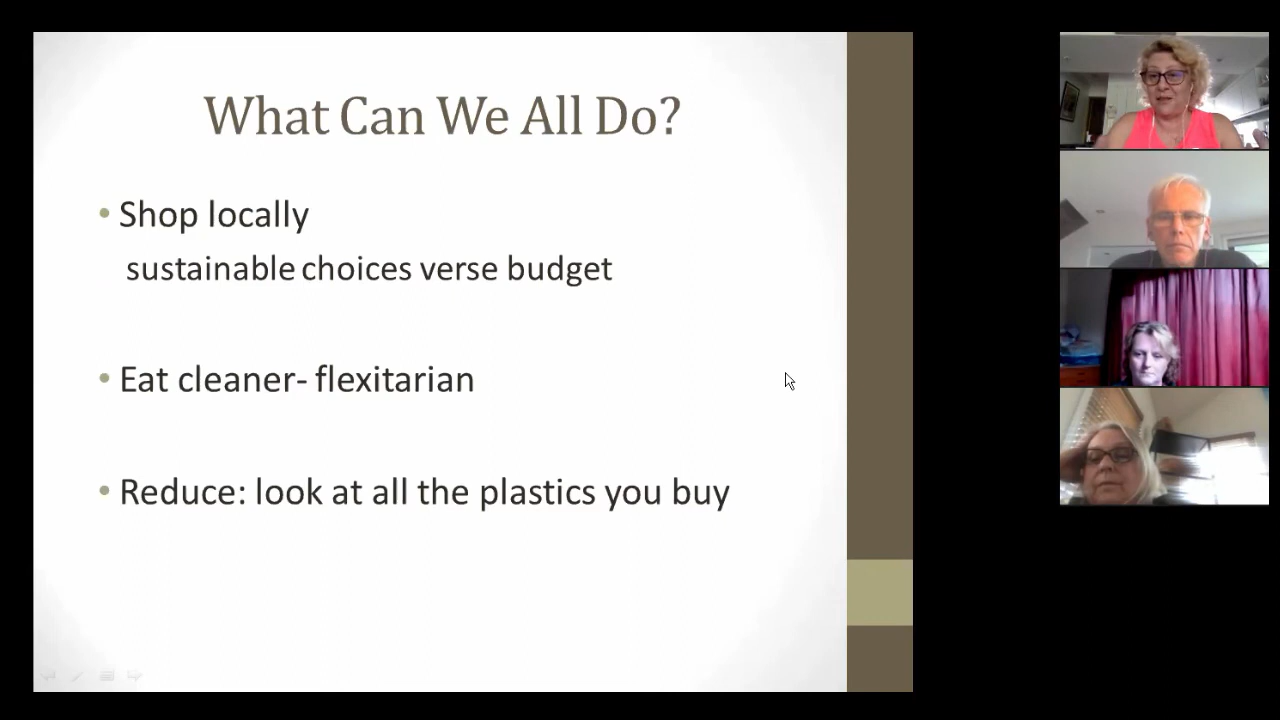 What Can We All Do?
• Shop locally
sustainable choices verse budget
• Eat cleaner- flexitarian
• Reduce: look at all the plastics you buy